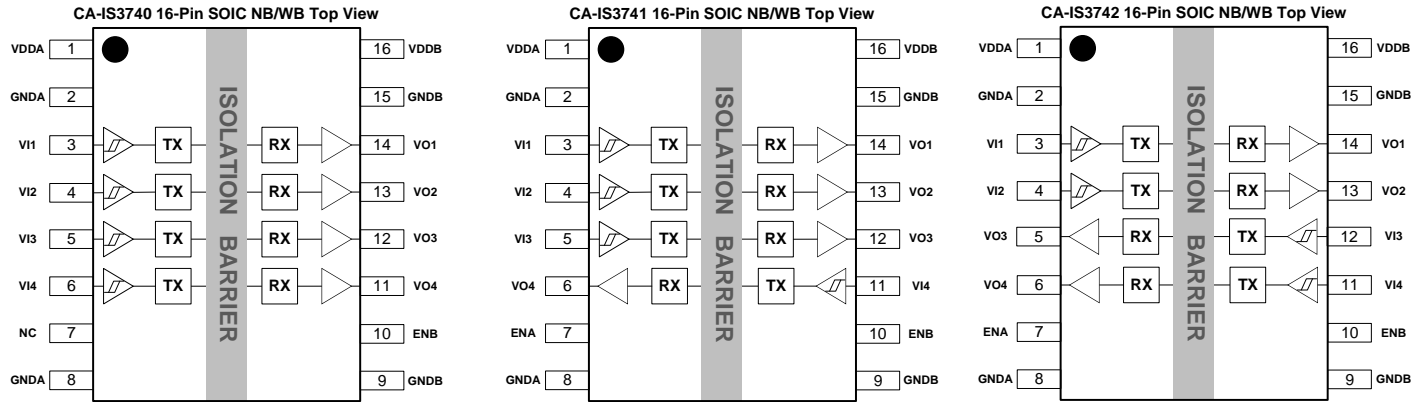 CA-IS3740 16-Pin SOIC NB/WB Top View
VDDA 1 16 VDDB
GNDA 2 15 GNDB
VI1 3 TX RX 14 VO1
VI2 4 TX RX 13 VO2
VI3 5 TX RX 12 VO3
VI4 6 TX RX 11 VO4
NC 7 10 ENB
GNDA 8 9 GNDB
ISOLATION BARRIER
CA-IS3741 16-Pin SOIC NB/WB Top View
VDDA 1 16 VDDB
GNDA 2 15 GNDB
VI1 3 TX RX 14 VO1
VI2 4 TX RX 13 VO2
VI3 5 TX RX 12 VO3
VO4 6 RX TX 11 VI4
ENA 7 10 ENB
GNDA 8 9 GNDB
ISOLATION BARRIER
CA-IS3742 16-Pin SOIC NB/WB Top View
VDDA 1 16 VDDB
GNDA 2 15 GNDB
VI1 3 TX RX 14 VO1
VI2 4 TX RX 13 VO2
VO3 5 RX TX 12 VI3
VO4 6 RX TX 11 VI4
ENA 7 10 ENB
GNDA 8 9 GNDB
ISOLATION BARRIER